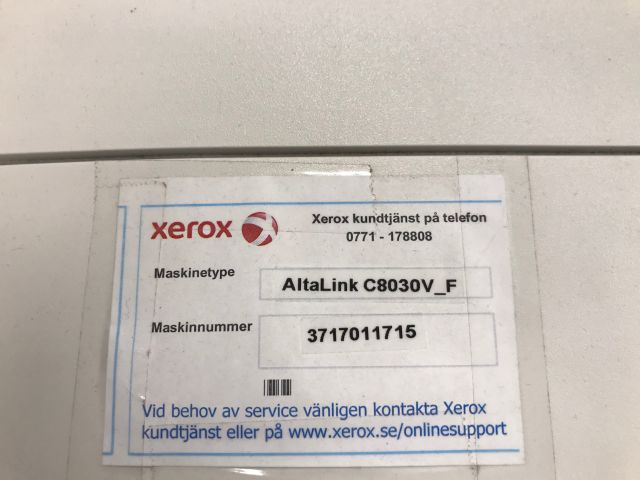 xerox
Xerox kundtjänst på telefon
0771 - 178808
Maskinetype
AltaLink C8030V_F
Maskinnummer
3717011715
Vid behov av service vänligen kontakta Xerox
kundtjänst eller på www.xerox.se/onlinesupport